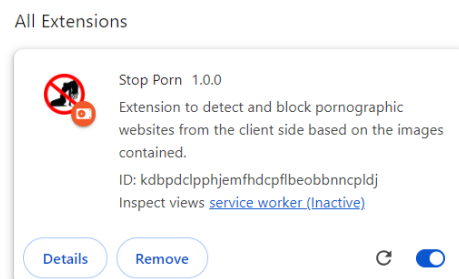 All Extensions
Stop Porn 1.0.0
Extension to detect and block pornographic
websites from the client side based on the images
contained.
ID: kdbpdclpphjemfhdcpflbeobbnncpldj
Inspect views service worker (Inactive)
Details Remove